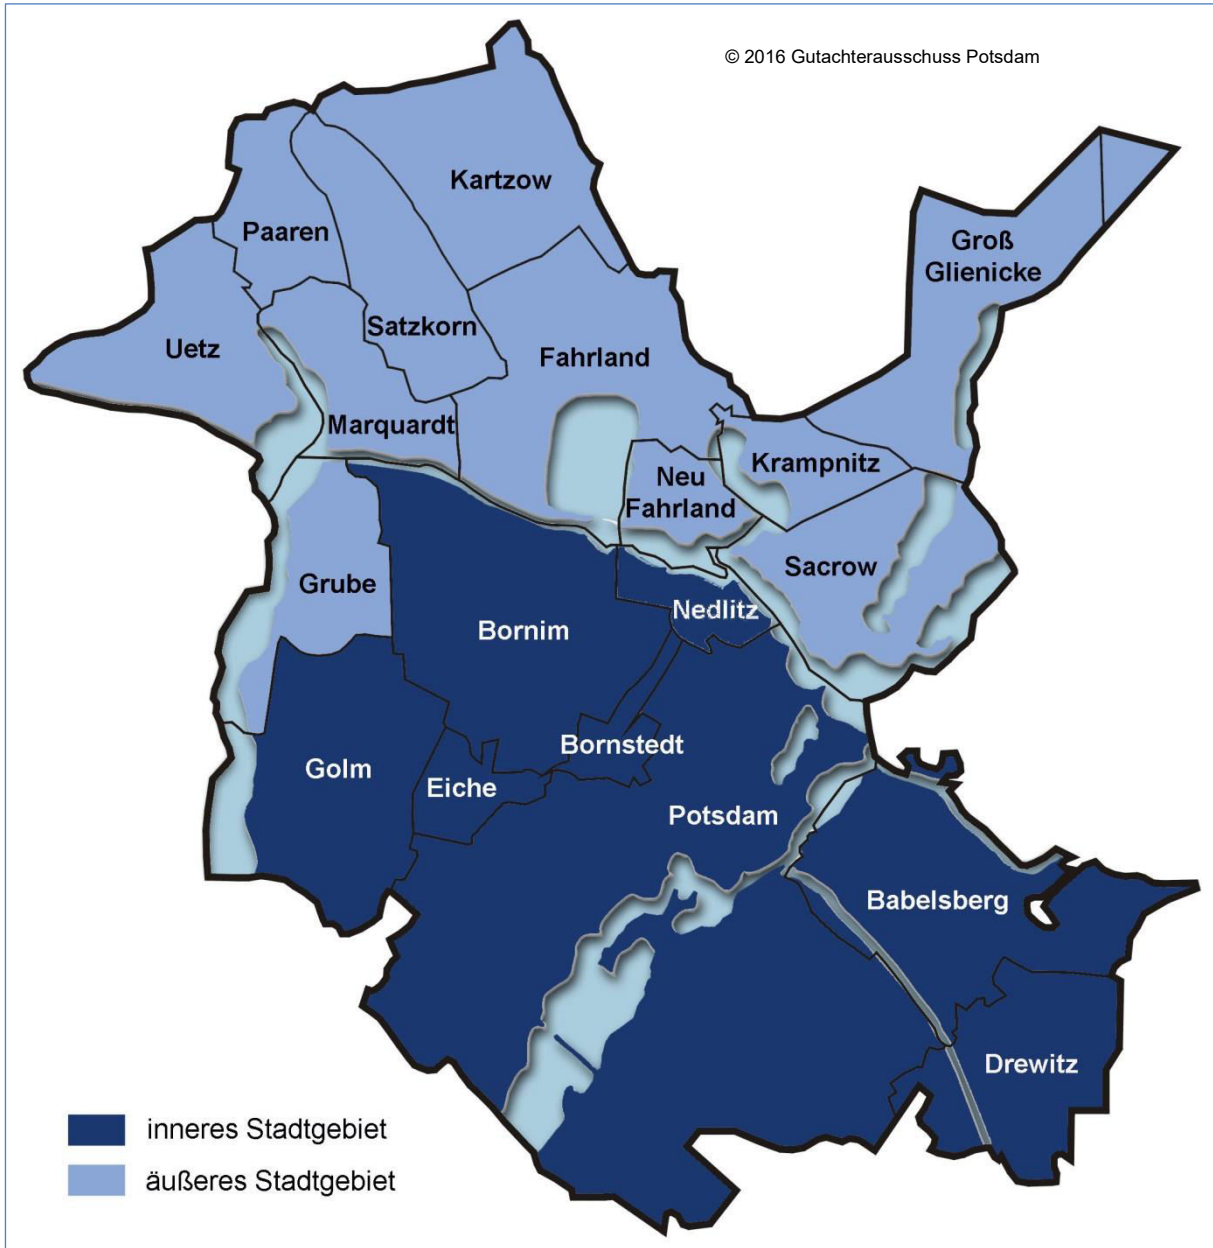 © 2016 Gutachterausschuss Potsdam
Kartzow
Paaren
Groß
Glienicke
Satzkorn
Uetz
Fahrland
Marquardt
Krampnitz
Neu
Fahrland
Sacrow
Grube
Nedlitz
Bornim
Bornstedt
Golm
Eiche
Potsdam
Babelsberg
Drewitz
inneres Stadtgebiet
äußeres Stadtgebiet